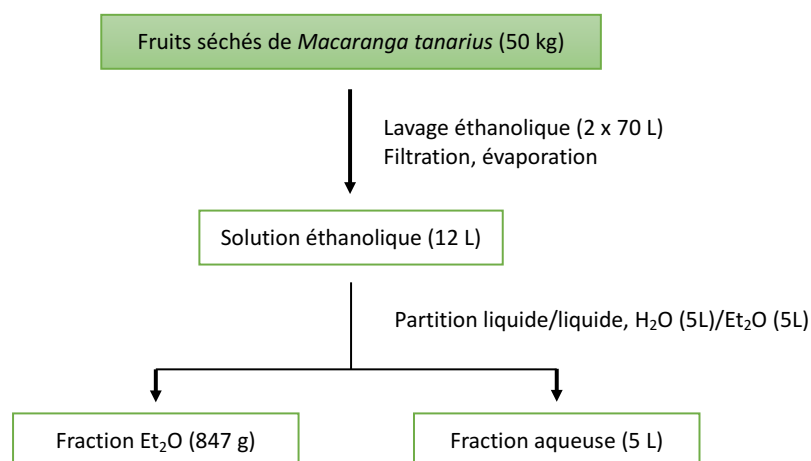 Fruits séchés de Macaranga tanarius (50 kg)
Lavage éthanolique (2 x 70 L)
Filtration, évaporation
Solution éthanolique (12 L)
Partition liquide/liquide, H₂O (5L)/Et₂O (5L)
Fraction Et₂O (847 g)
Fraction aqueuse (5 L)